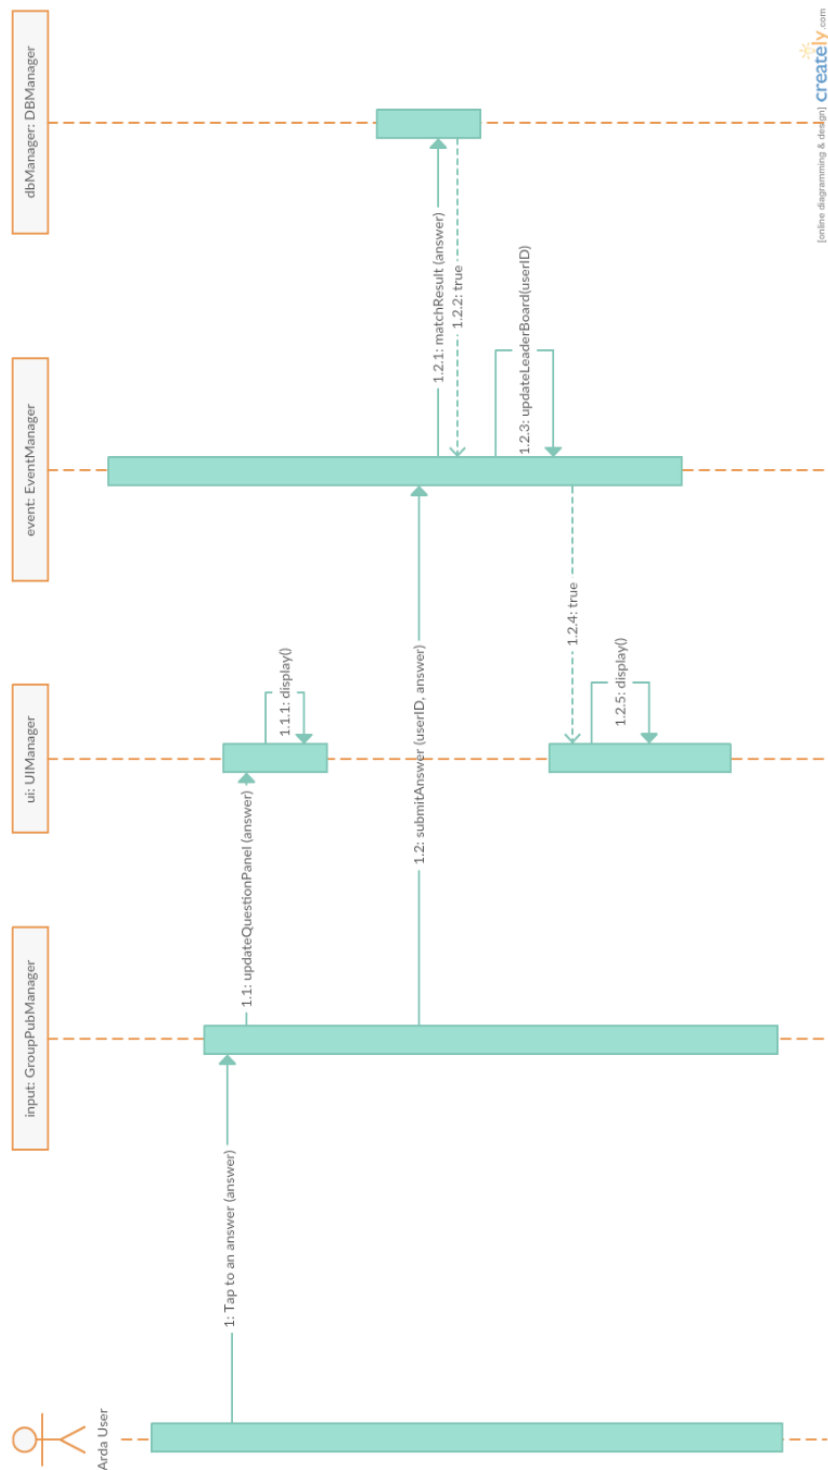 Arda User
input: GroupPubManager
ui: UIManager
event: EventManager
dbManager: DBManager
1: Tap to an answer (answer)
1.1: updateQuestionPanel (answer)
1.1.1: display()
1.2: submitAnswer (userID, answer)
1.2.1: matchResult (answer)
1.2.2: true
1.2.3: updateLeaderBoard(userID)
1.2.4: true
1.2.5: display()
[online diagramming & design] creately.com